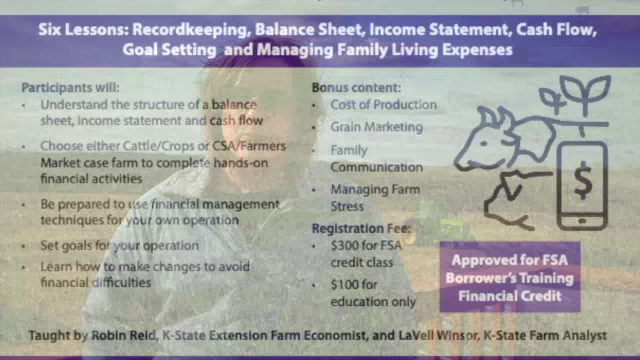 Six Lessons: Recordkeeping, Balance Sheet, Income Statement, Cash Flow,
Goal Setting and Managing Family Living Expenses
Participants will:
• Understand the structure of a balance
sheet, income statement and cash flow
• Choose either Cattle/Crops or CSA/Farmers
Market case farm to complete hands-on
financial activities
• Be prepared to use financial management
techniques for your own operation
• Set goals for your operation
• Learn how to make changes to avoid
financial difficulties
Bonus content:
• Cost of Production
• Grain Marketing
• Family
Communication
• Managing Farm
Stress
Registration Fee:
• $300 for FSA
credit class
• $100 for
education only
$
Approved for FSA
Borrower's Training
Financial Credit
Taught by Robin Reid, K-State Extension Farm Economist, and LaVell Winsor, K-State Farm Analyst